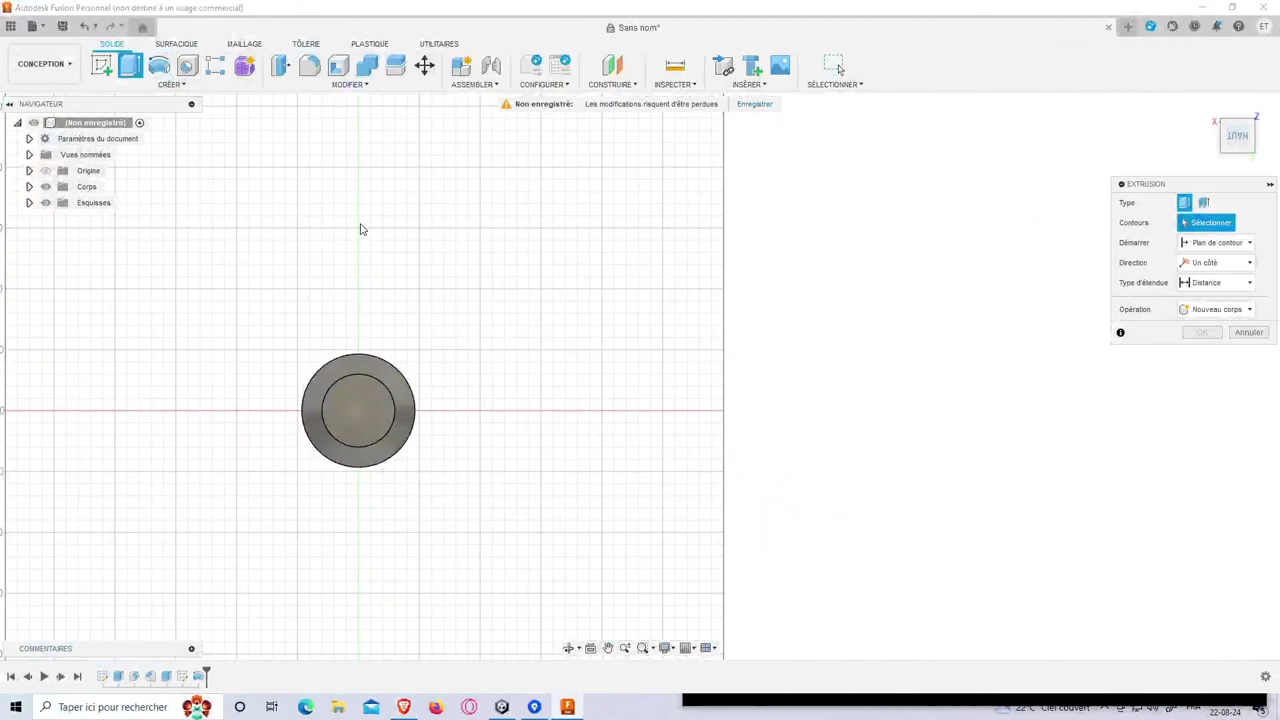 Autodesk Fusion Personnel (non destiné à un usage commercial)
Sans nom*
ET
SOLIDE
SURFACIQUE
MAILLAGE
TÔLERIE
PLASTIQUE
UTILITAIRES
CONCEPTION
CRÉER
MODIFIER
ASSEMBLER
CONFIGURER
CONSTRUIRE
INSPECTER
INSÉRER
SÉLECTIONNER
NAVIGATEUR
Non enregistré:
Les modifications risquent d'être perdues
Enregistrer
(Non enregistré)
Paramètres du document
Vues nommées
Origine
Corps
Esquisses
X
Z
HAUT
EXTRUSION
Type
Contours
Sélectionner
Démarrer
Plan de contour
Direction
Un côté
Type d'étendue
Distance
Opération
Nouveau corps
OK
Annuler
COMMENTAIRES
Taper ici pour rechercher
22°C Ciel couvert
22-08-24
5